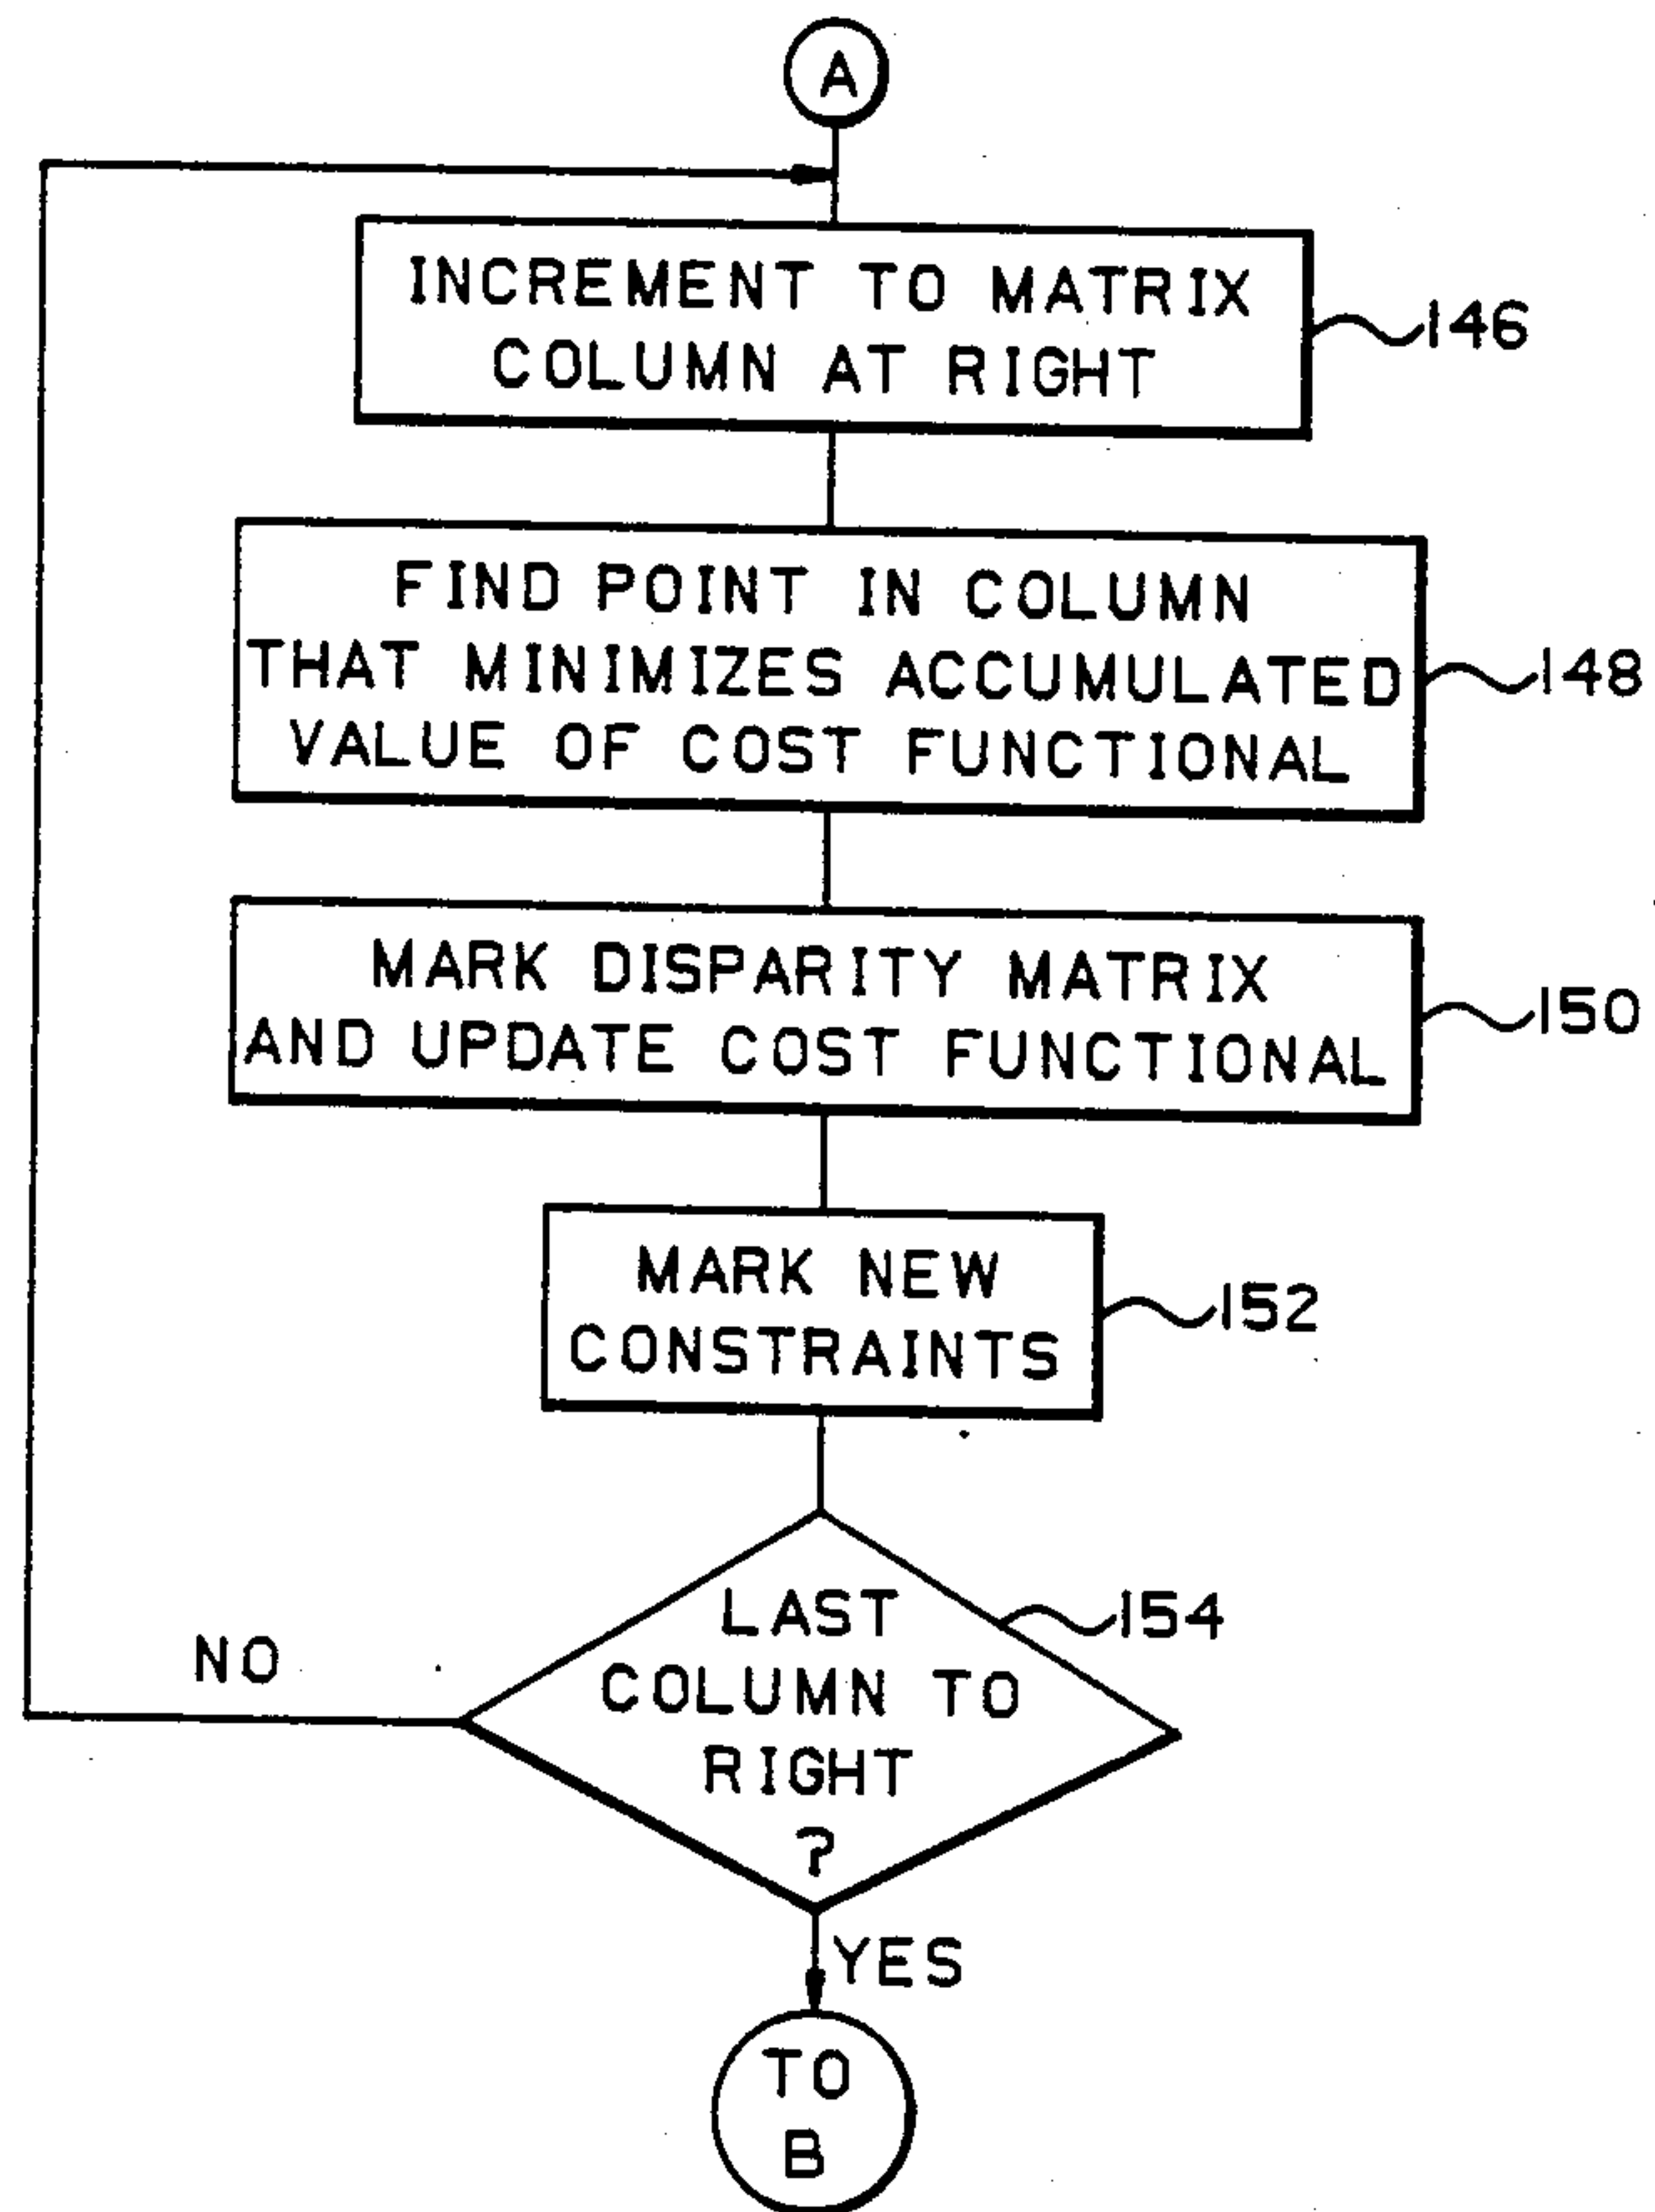 A
INCREMENT TO MATRIX
COLUMN AT RIGHT
146
FIND POINT IN COLUMN
THAT MINIMIZES ACCUMULATED
VALUE OF COST FUNCTIONAL
148
MARK DISPARITY MATRIX
AND UPDATE COST FUNCTIONAL
150
MARK NEW
CONSTRAINTS
152
LAST
COLUMN TO
RIGHT
?
154
NO
YES
TO
B